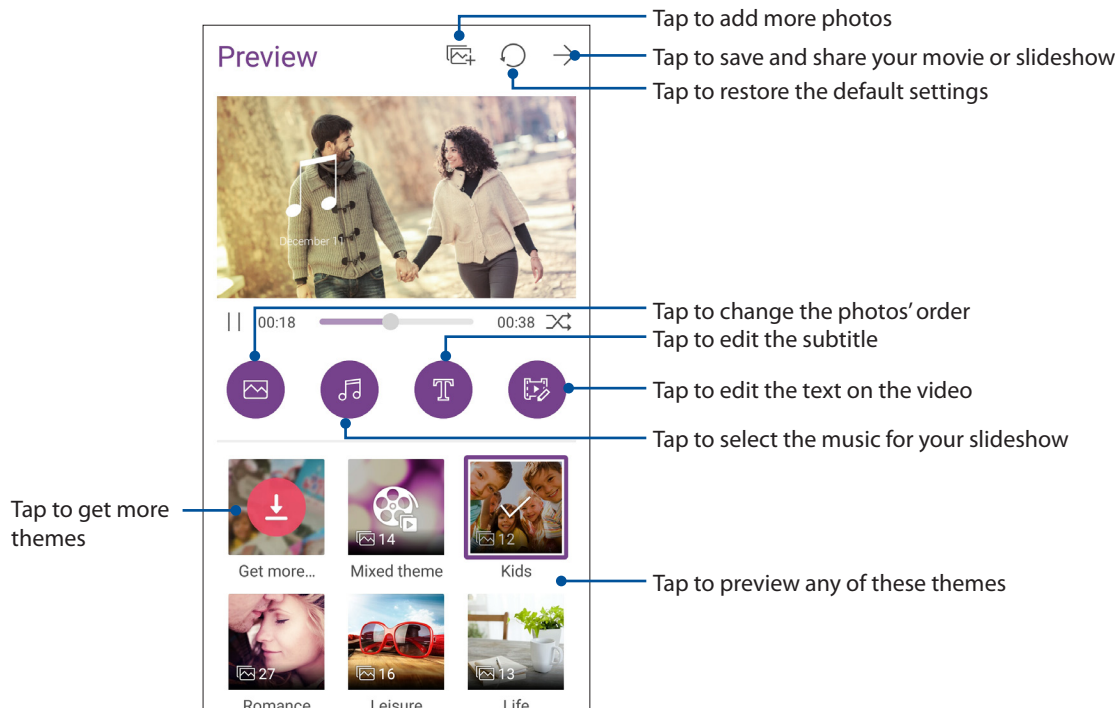 Tap to add more photos
Preview
Tap to save and share your movie or slideshow
Tap to restore the default settings
December 11
Tap to change the photos' order
00:18
00:38
Tap to edit the subtitle
T
Tap to edit the text on the video
Tap to select the music for your slideshow
Tap to get more
themes
14
12
Get more...
Mixed theme
Kids
Tap to preview any of these themes
27
16
13
Romance
Leisure
Life